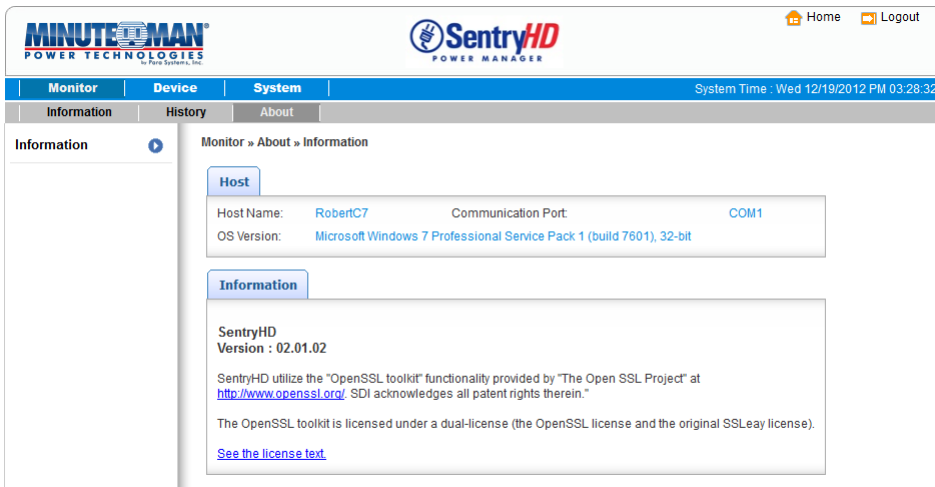 Home Logout
MINUTEMAN®
POWER TECHNOLOGIES
by Para Systems, Inc.
SentryHD
POWER MANAGER
Monitor Device System System Time : Wed 12/19/2012 PM 03:28:32
Information History About
Information
Monitor » About » Information
Host
Host Name: RobertC7 Communication Port: COM1
OS Version: Microsoft Windows 7 Professional Service Pack 1 (build 7601), 32-bit
Information
SentryHD
Version : 02.01.02
SentryHD utilize the "OpenSSL toolkit" functionality provided by "The Open SSL Project" at
http://www.openssl.org/. SDI acknowledges all patent rights therein."
The OpenSSL toolkit is licensed under a dual-license (the OpenSSL license and the original SSLeay license).
See the license text.